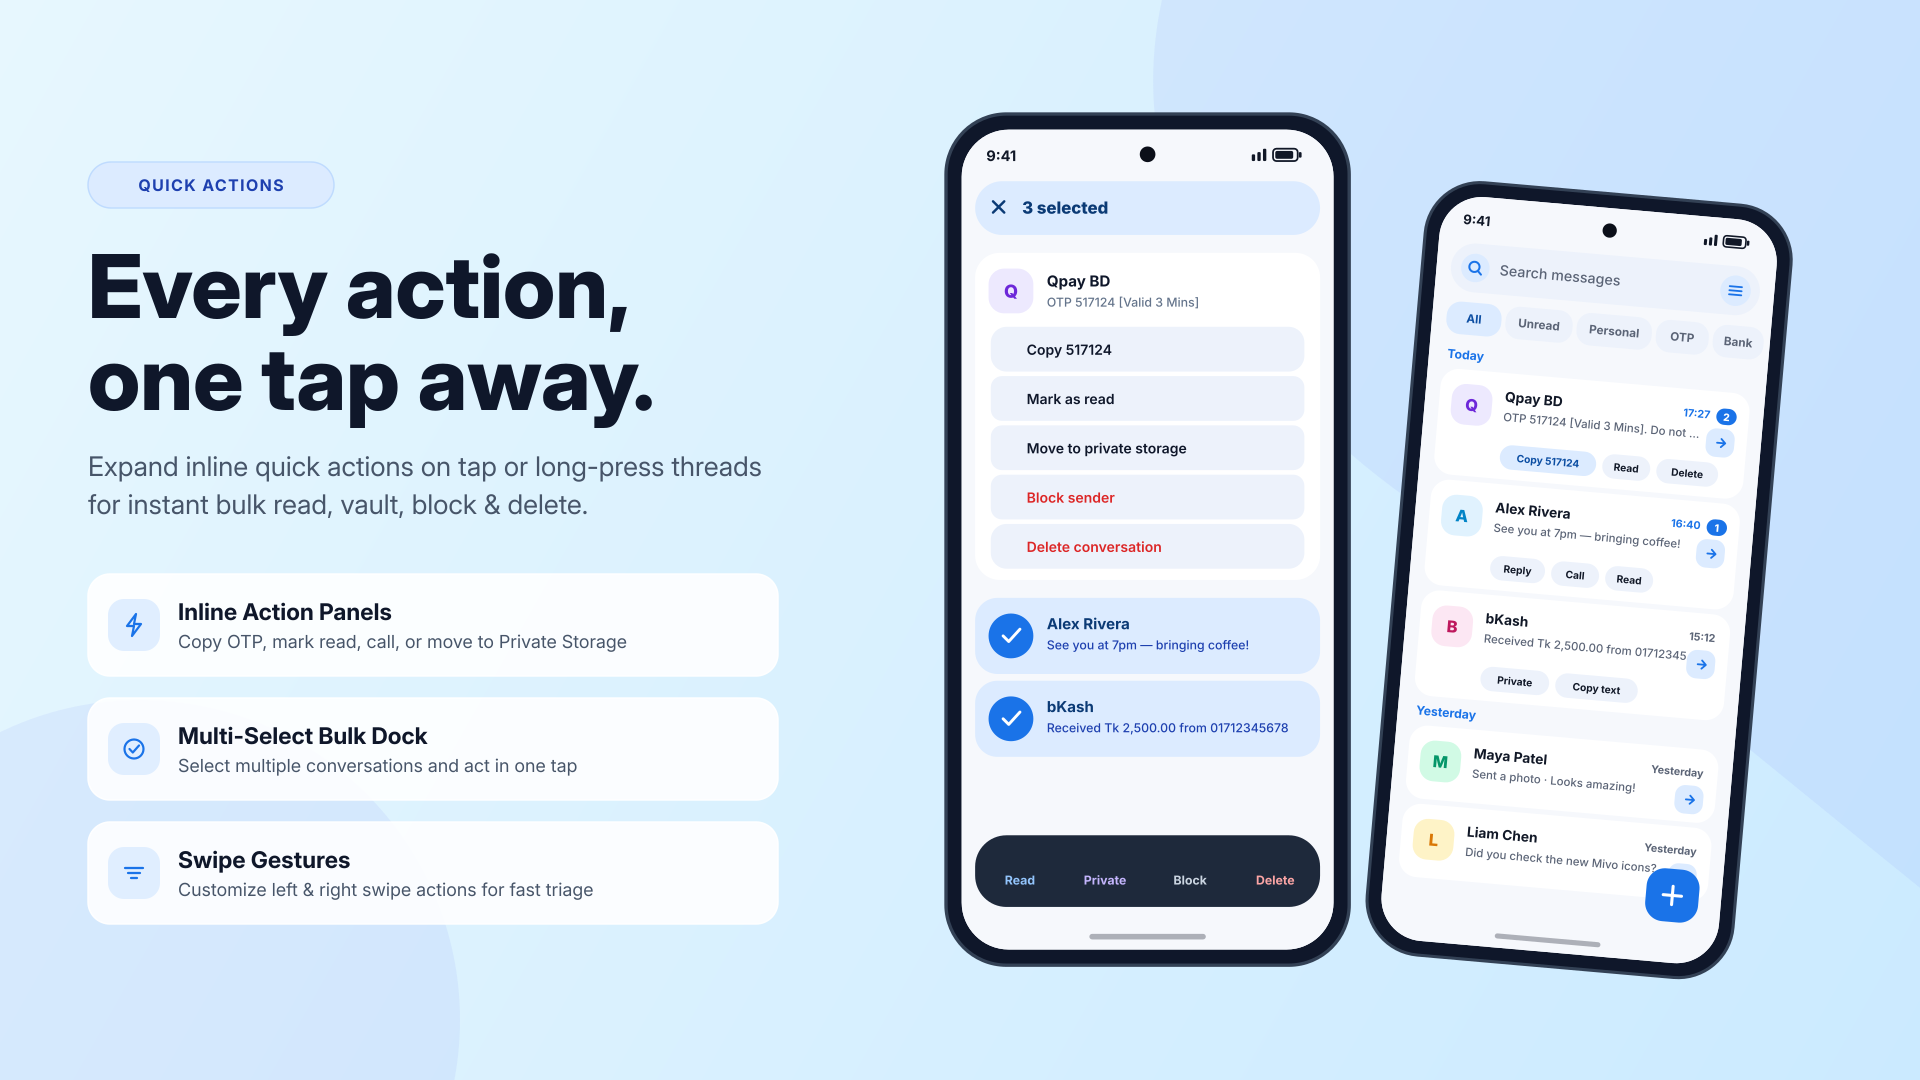 QUICK ACTIONS
Every action,
one tap away.
Expand inline quick actions on tap or long-press threads
for instant bulk read, vault, block & delete.
Inline Action Panels
Copy OTP, mark read, call, or move to Private Storage
Multi-Select Bulk Dock
Select multiple conversations and act in one tap
Swipe Gestures
Customize left & right swipe actions for fast triage
9:41
3 selected
Q
Qpay BD
OTP 517124 [Valid 3 Mins]
Copy 517124
Mark as read
Move to private storage
Block sender
Delete conversation
Alex Rivera
See you at 7pm — bringing coffee!
bKash
Received Tk 2,500.00 from 01712345678
Read Private Block Delete
9:41
Search messages
All Unread Personal OTP Bank
Today
Q
Qpay BD
17:27 2
OTP 517124 [Valid 3 Mins]. Do not ...
Copy 517124 Read Delete
A
Alex Rivera
16:40 1
See you at 7pm — bringing coffee!
Reply Call Read
B
bKash
15:12
Received Tk 2,500.00 from 01712345
Private Copy text
Yesterday
M
Maya Patel
Yesterday
Sent a photo · Looks amazing!
L
Liam Chen
Yesterday
Did you check the new Mivo icons?